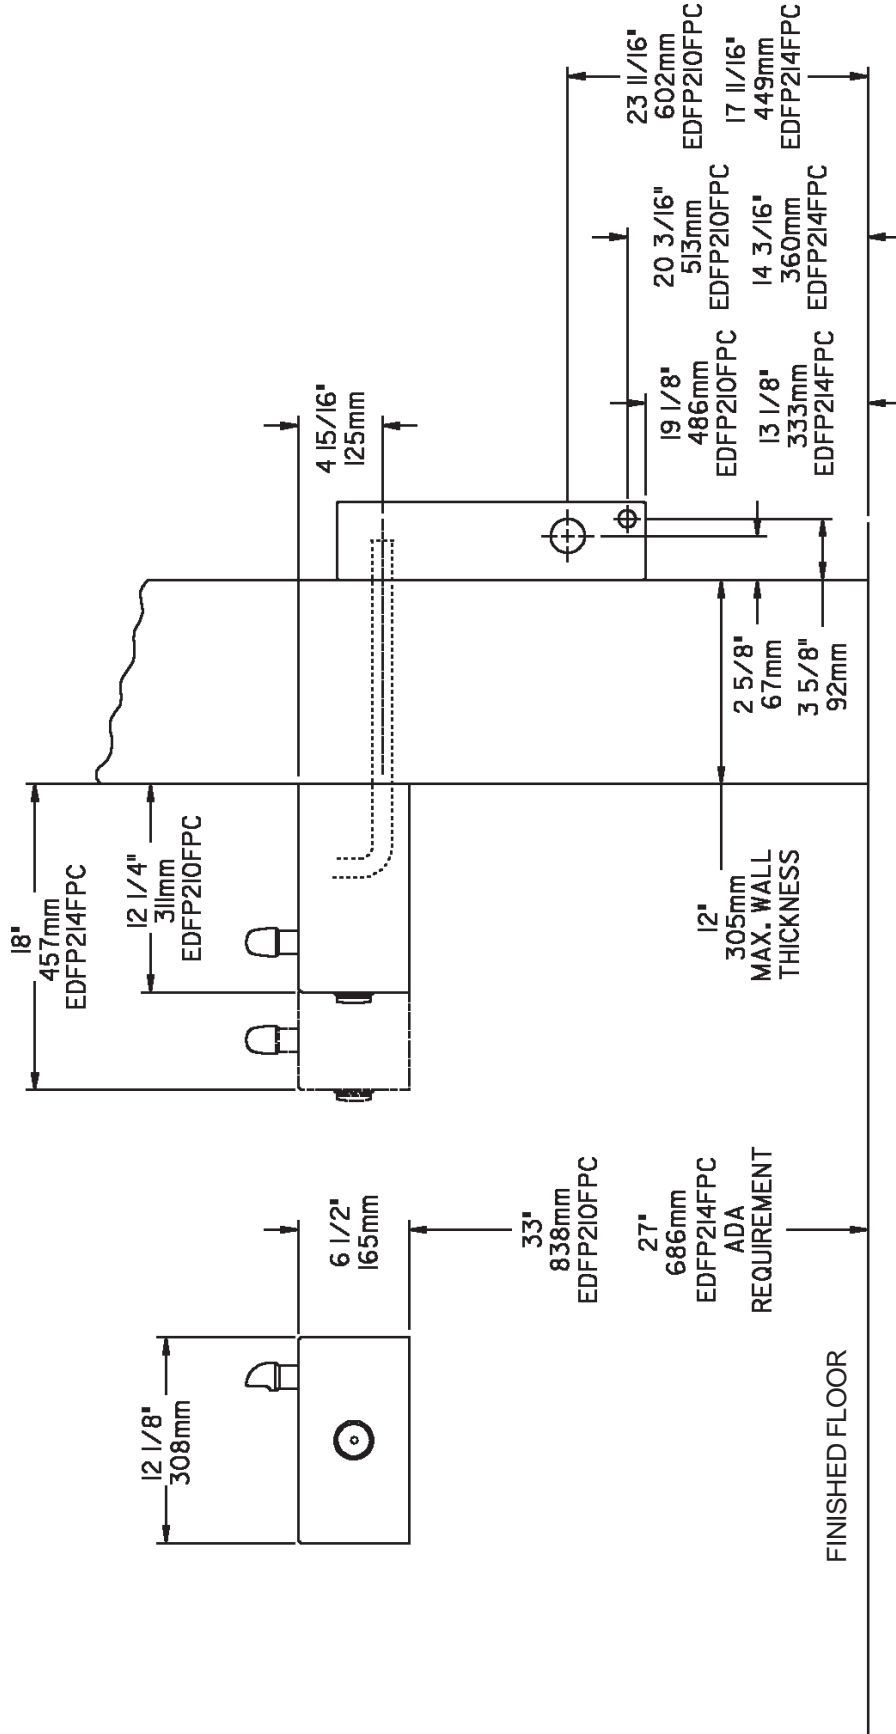 18"
457mm
EDFP214FPC
12 1/4"
311mm
EDFP210FPC
4 15/16"
125mm
23 11/16"
602mm
EDFP210FPC
17 11/16"
449mm
EDFP214FPC
20 3/16"
513mm
EDFP210FPC
14 3/16"
360mm
EDFP214FPC
19 1/8"
486mm
EDFP210FPC
13 1/8"
333mm
EDFP214FPC
2 5/8"
67mm
3 5/8"
92mm
12"
305mm
MAX. WALL
THICKNESS
12 1/8"
308mm
6 1/2"
165mm
33"
838mm
EDFP210FPC
27"
686mm
EDFP214FPC
ADA
REQUIREMENT
FINISHED FLOOR